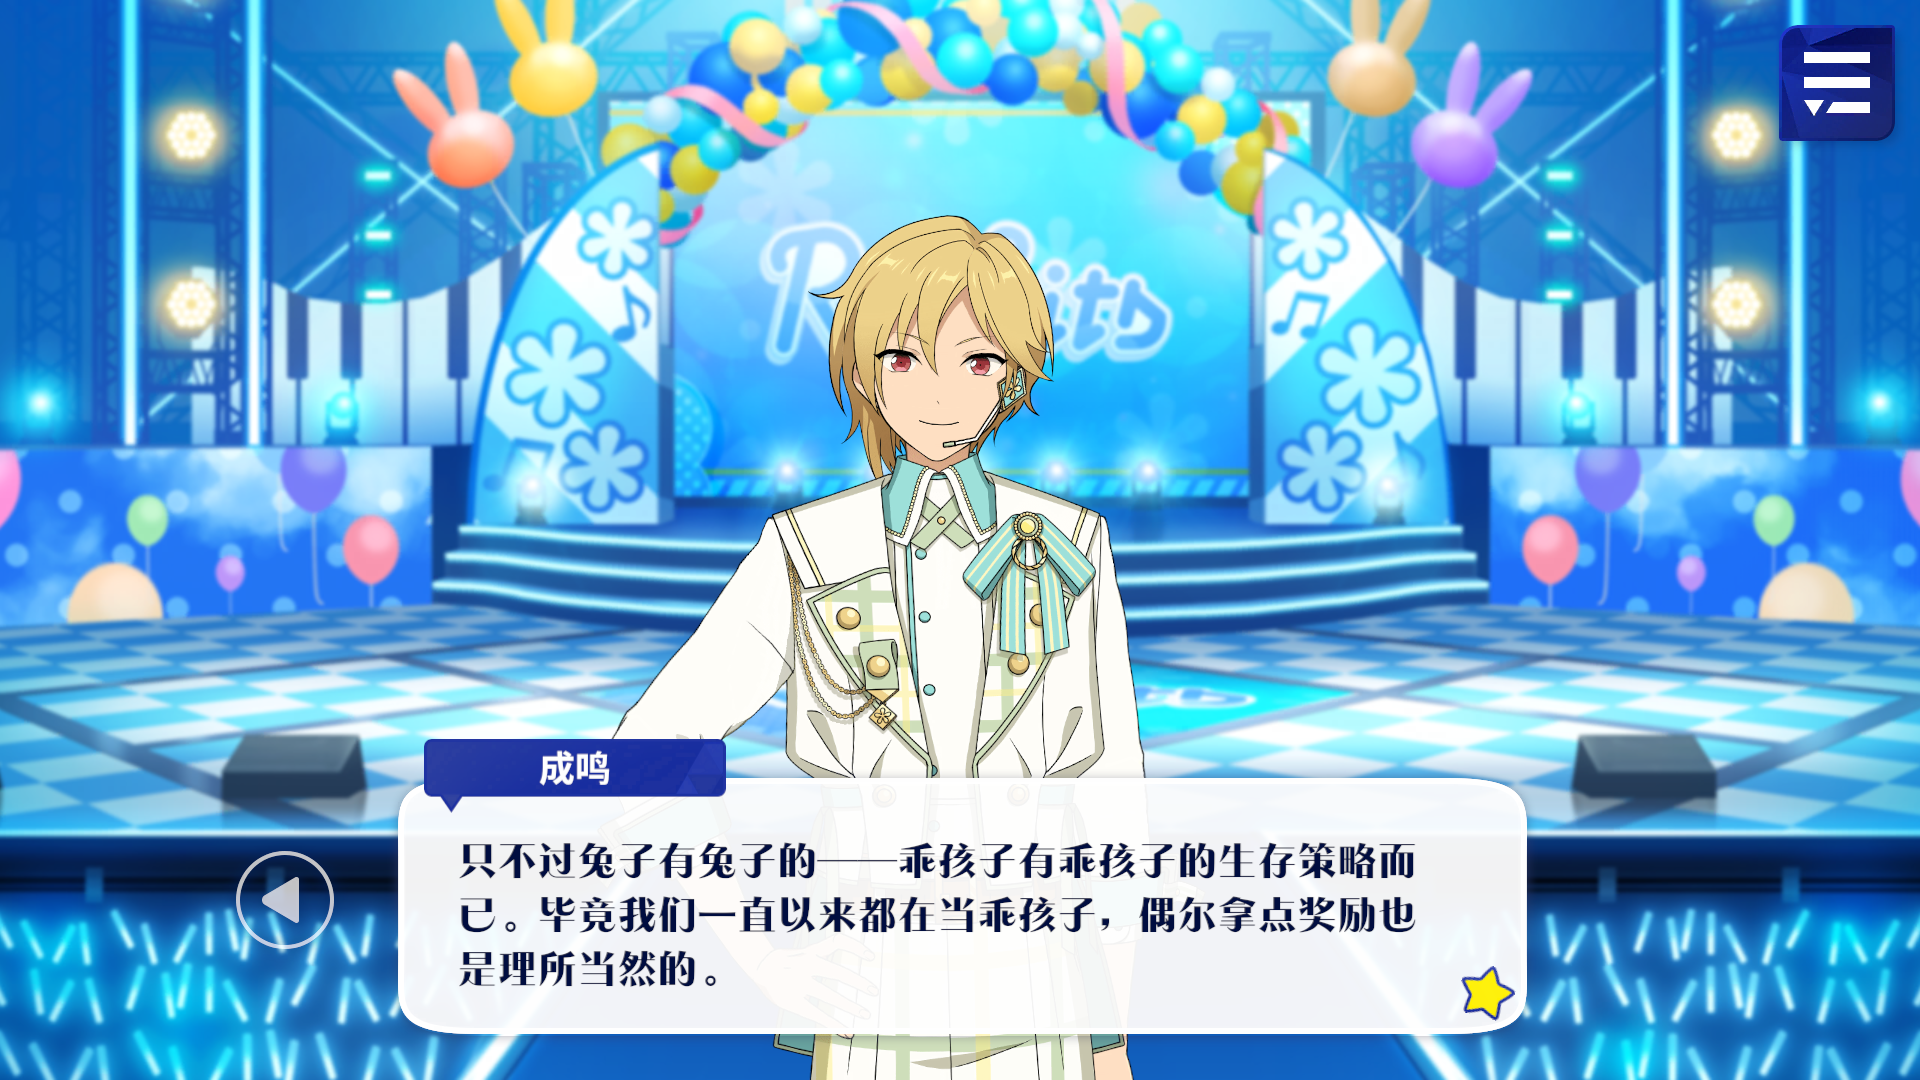 成鸣
只不过兔子有兔子的——乖孩子有乖孩子的生存策略而
已。毕竟我们一直以来都在当乖孩子，偶尔拿点奖励也
是理所当然的。